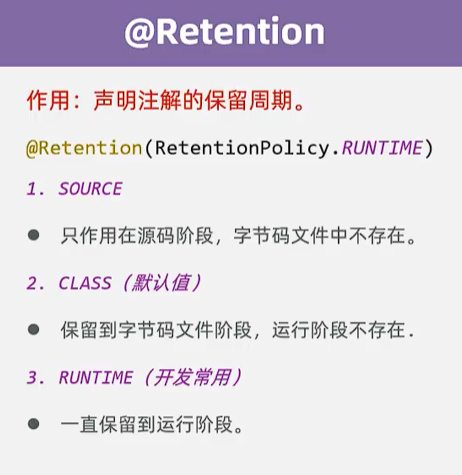 @Retention
作用：声明注解的保留周期。
@Retention(RetentionPolicy.RUNTIME)
1. SOURCE
● 只作用在源码阶段，字节码文件中不存在。
2. CLASS（默认值）
● 保留到字节码文件阶段，运行阶段不存在.
3. RUNTIME（开发常用）
● 一直保留到运行阶段。